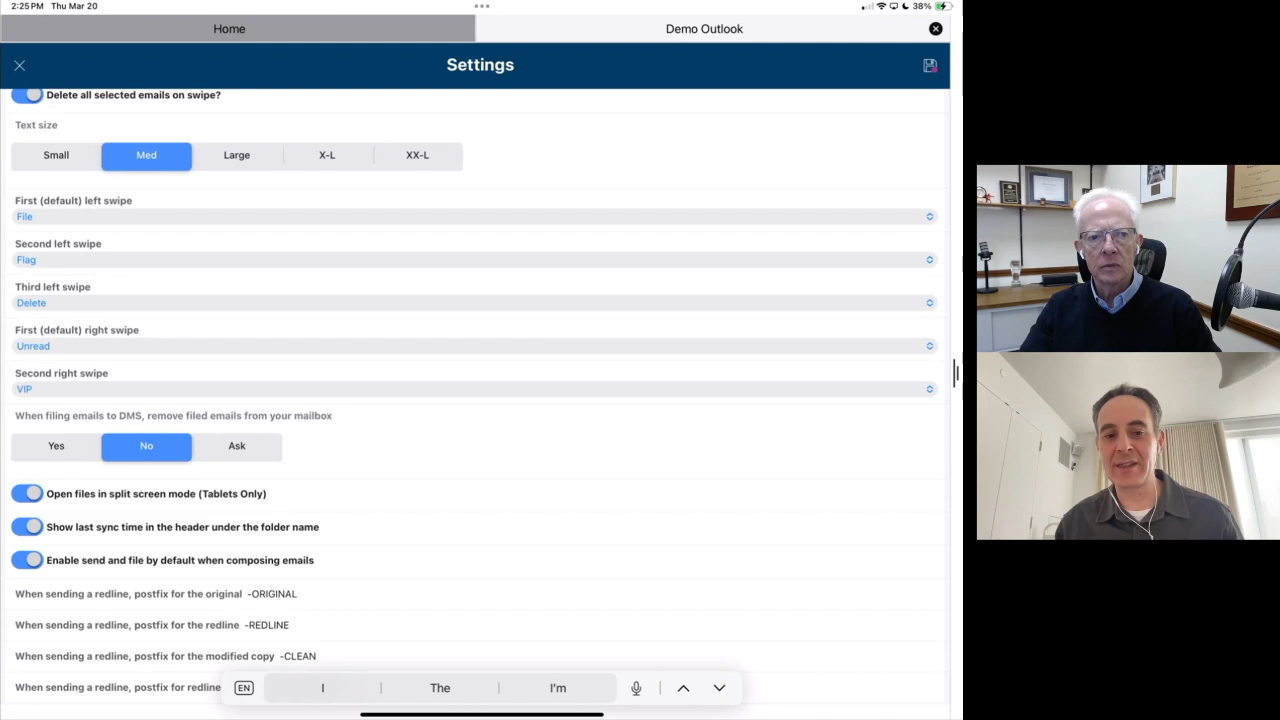 2:25 PM Thu Mar 20
38%
Home
Demo Outlook
Settings
Delete all selected emails on swipe?
Text size
Small Med Large X-L XX-L
First (default) left swipe
File
Second left swipe
Flag
Third left swipe
Delete
First (default) right swipe
Unread
Second right swipe
VIP
When filing emails to DMS, remove filed emails from your mailbox
Yes No Ask
Open files in split screen mode (Tablets Only)
Show last sync time in the header under the folder name
Enable send and file by default when composing emails
When sending a redline, postfix for the original -ORIGINAL
When sending a redline, postfix for the redline -REDLINE
When sending a redline, postfix for the modified copy -CLEAN
When sending a redline, postfix for redline
EN I The I'm